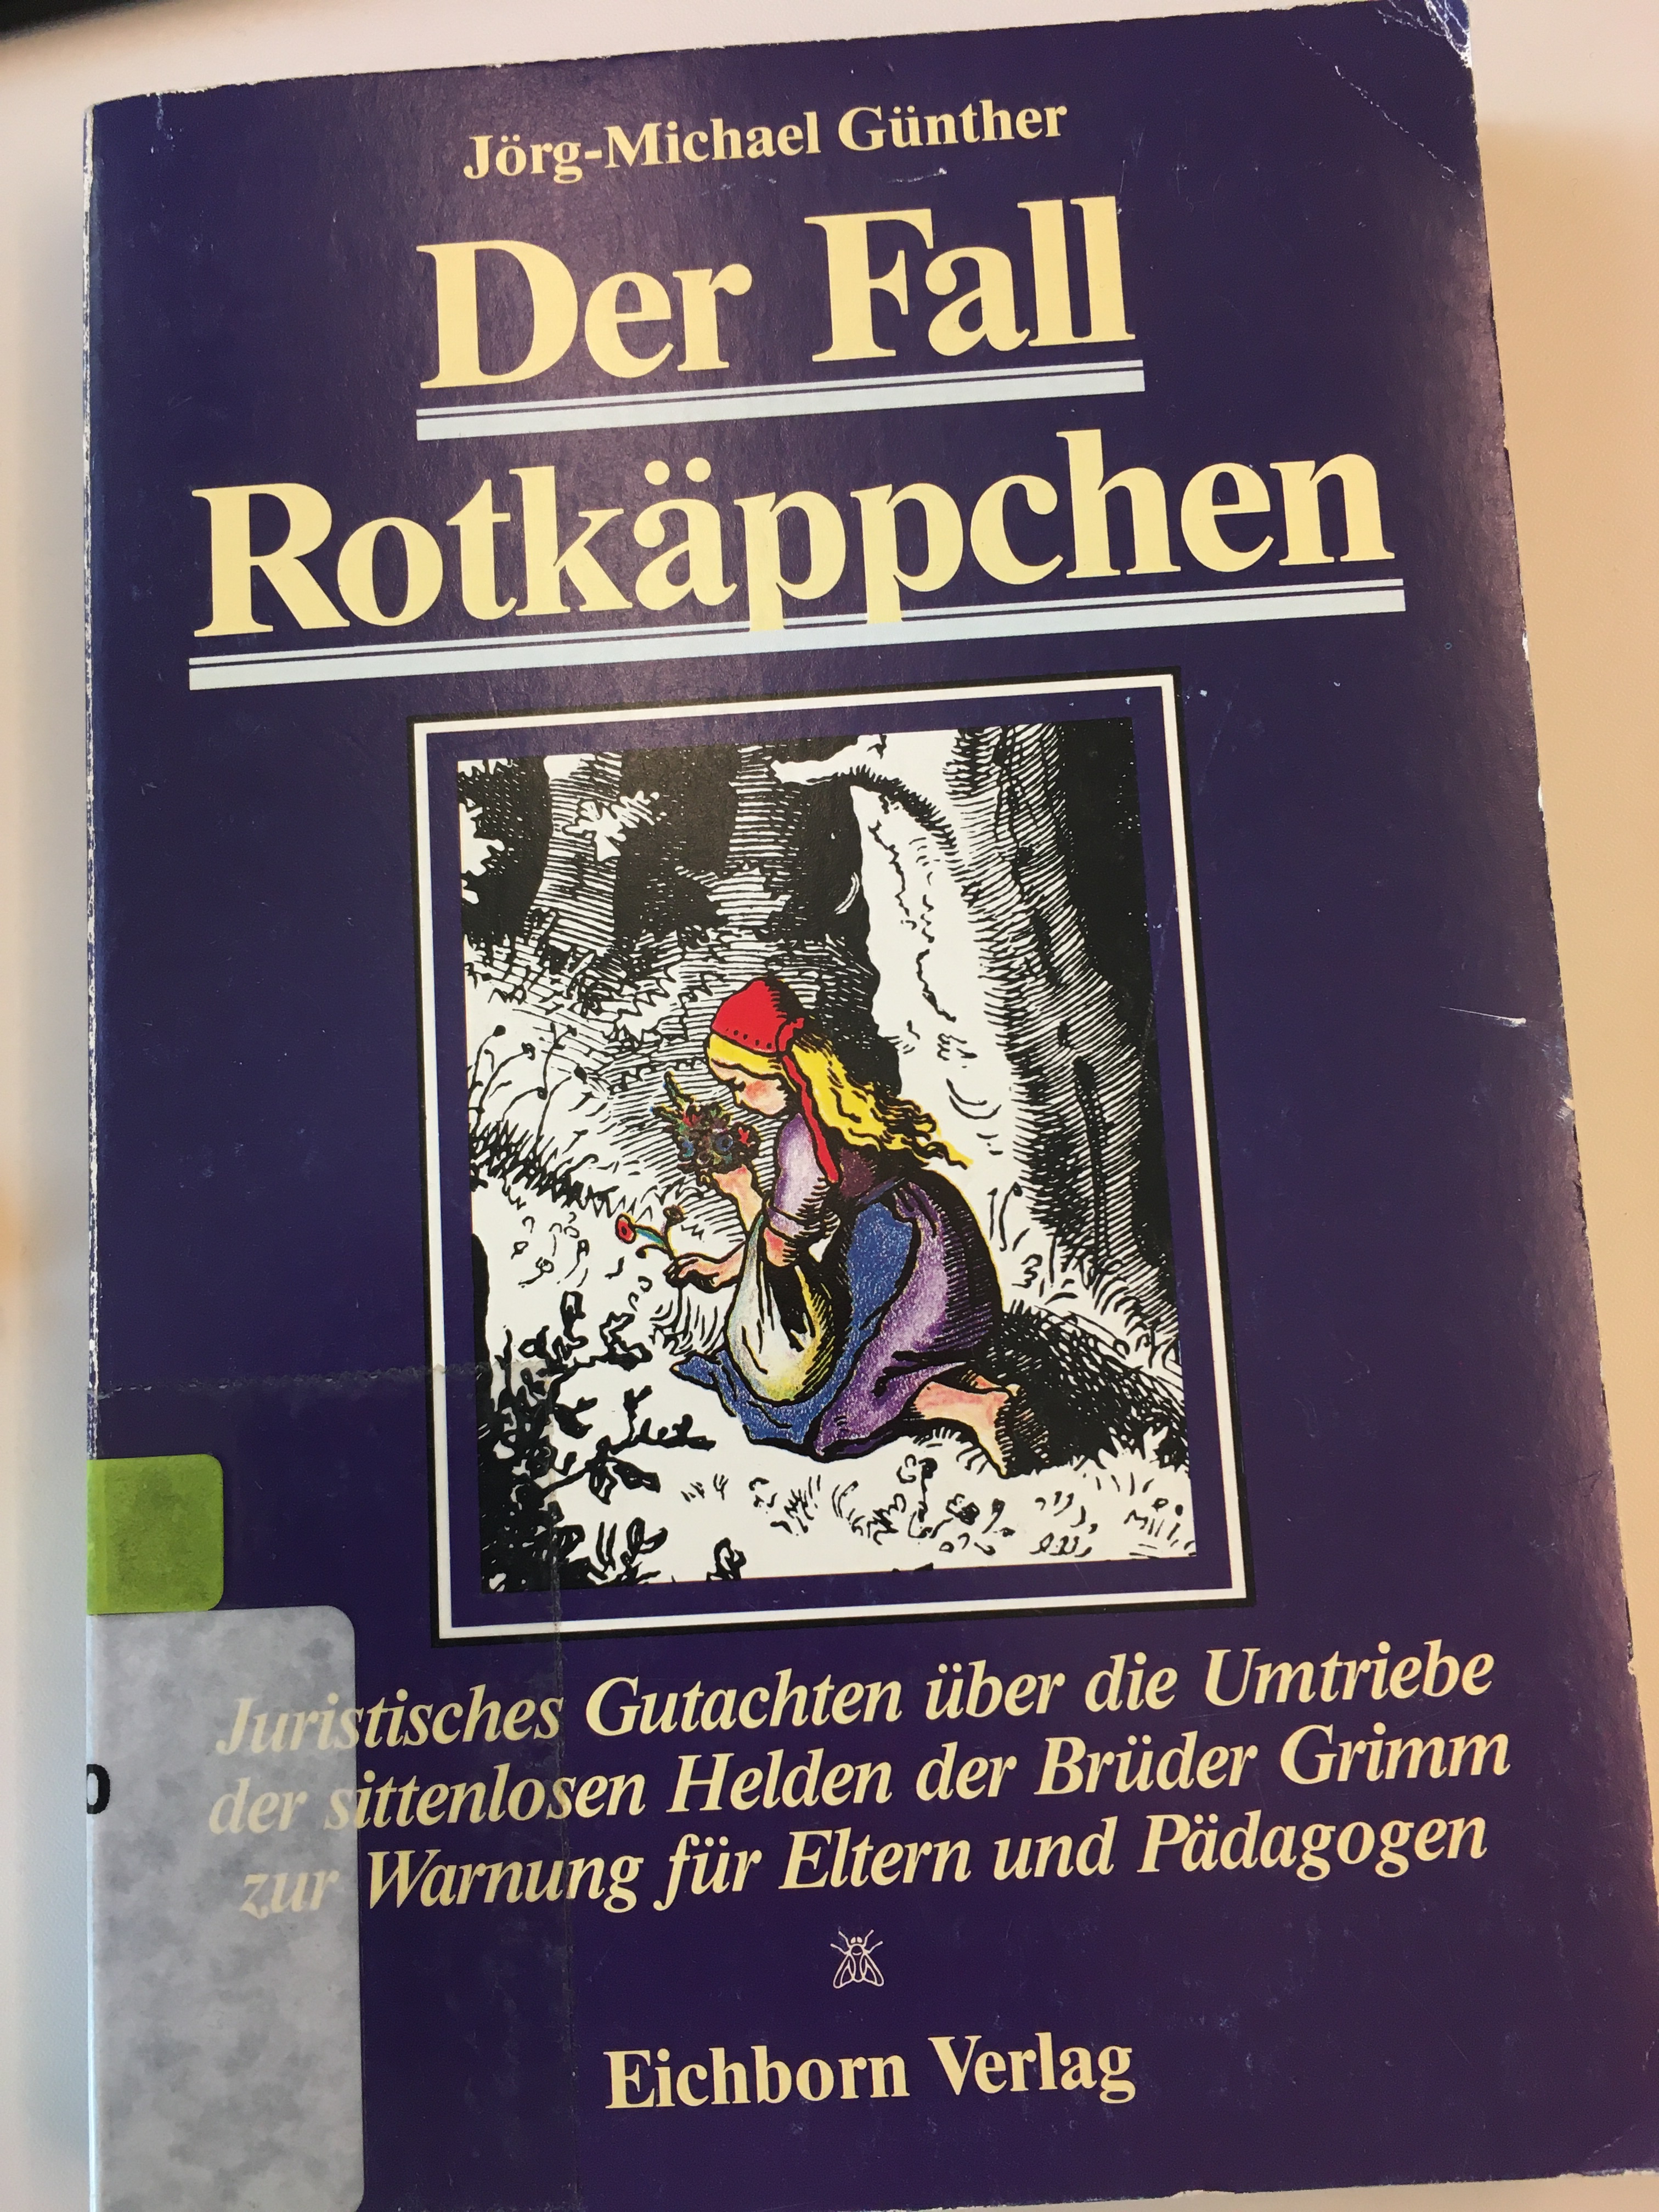 Jörg-Michael Günther
Der Fall
Rotkäppchen
Juristisches Gutachten über die Umtriebe
der sittenlosen Helden der Brüder Grimm
zur Warnung für Eltern und Pädagogen
Eichborn Verlag